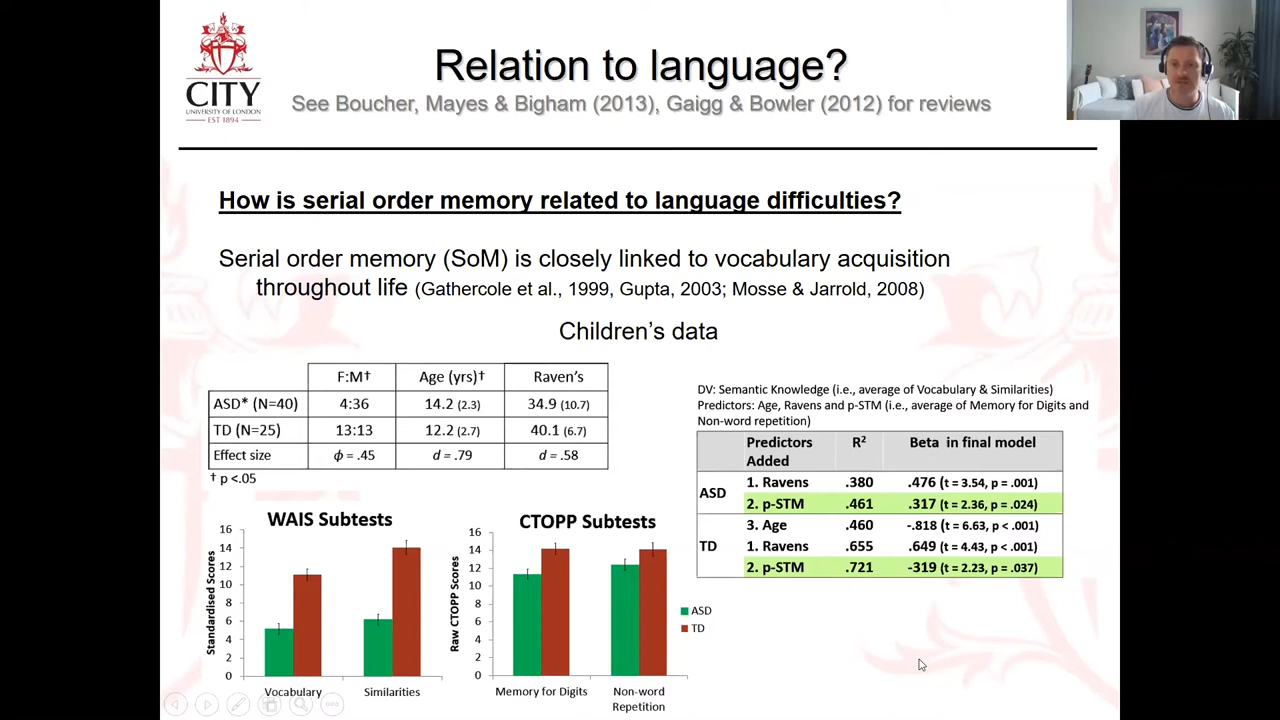 CITY
UNIVERSITY OF LONDON
EST 1894
Relation to language?
See Boucher, Mayes & Bigham (2013), Gaigg & Bowler (2012) for reviews
How is serial order memory related to language difficulties?
Serial order memory (SoM) is closely linked to vocabulary acquisition
throughout life (Gathercole et al., 1999, Gupta, 2003; Mosse & Jarrold, 2008)
Children's data
F:M† Age (yrs)† Raven's
ASD* (N=40) 4:36 14.2 (2.3) 34.9 (10.7)
TD (N=25) 13:13 12.2 (2.7) 40.1 (6.7)
Effect size ϕ = .45 d = .79 d = .58
† p <.05
DV: Semantic Knowledge (i.e., average of Vocabulary & Similarities)
Predictors: Age, Ravens and p-STM (i.e., average of Memory for Digits and
Non-word repetition)
Predictors Added R² Beta in final model
ASD
1. Ravens .380 .476 (t = 3.54, p = .001)
2. p-STM .461 .317 (t = 2.36, p = .024)
TD
3. Age .460 -.818 (t = 6.63, p < .001)
1. Ravens .655 .649 (t = 4.43, p < .001)
2. p-STM .721 -319 (t = 2.23, p = .037)
WAIS Subtests
Standardised Scores
16
14
12
10
8
6
4
2
0
Vocabulary Similarities
CTOPP Subtests
Raw CTOPP Scores
16
14
12
10
8
6
4
2
0
Memory for Digits Non-word
Repetition
ASD
TD